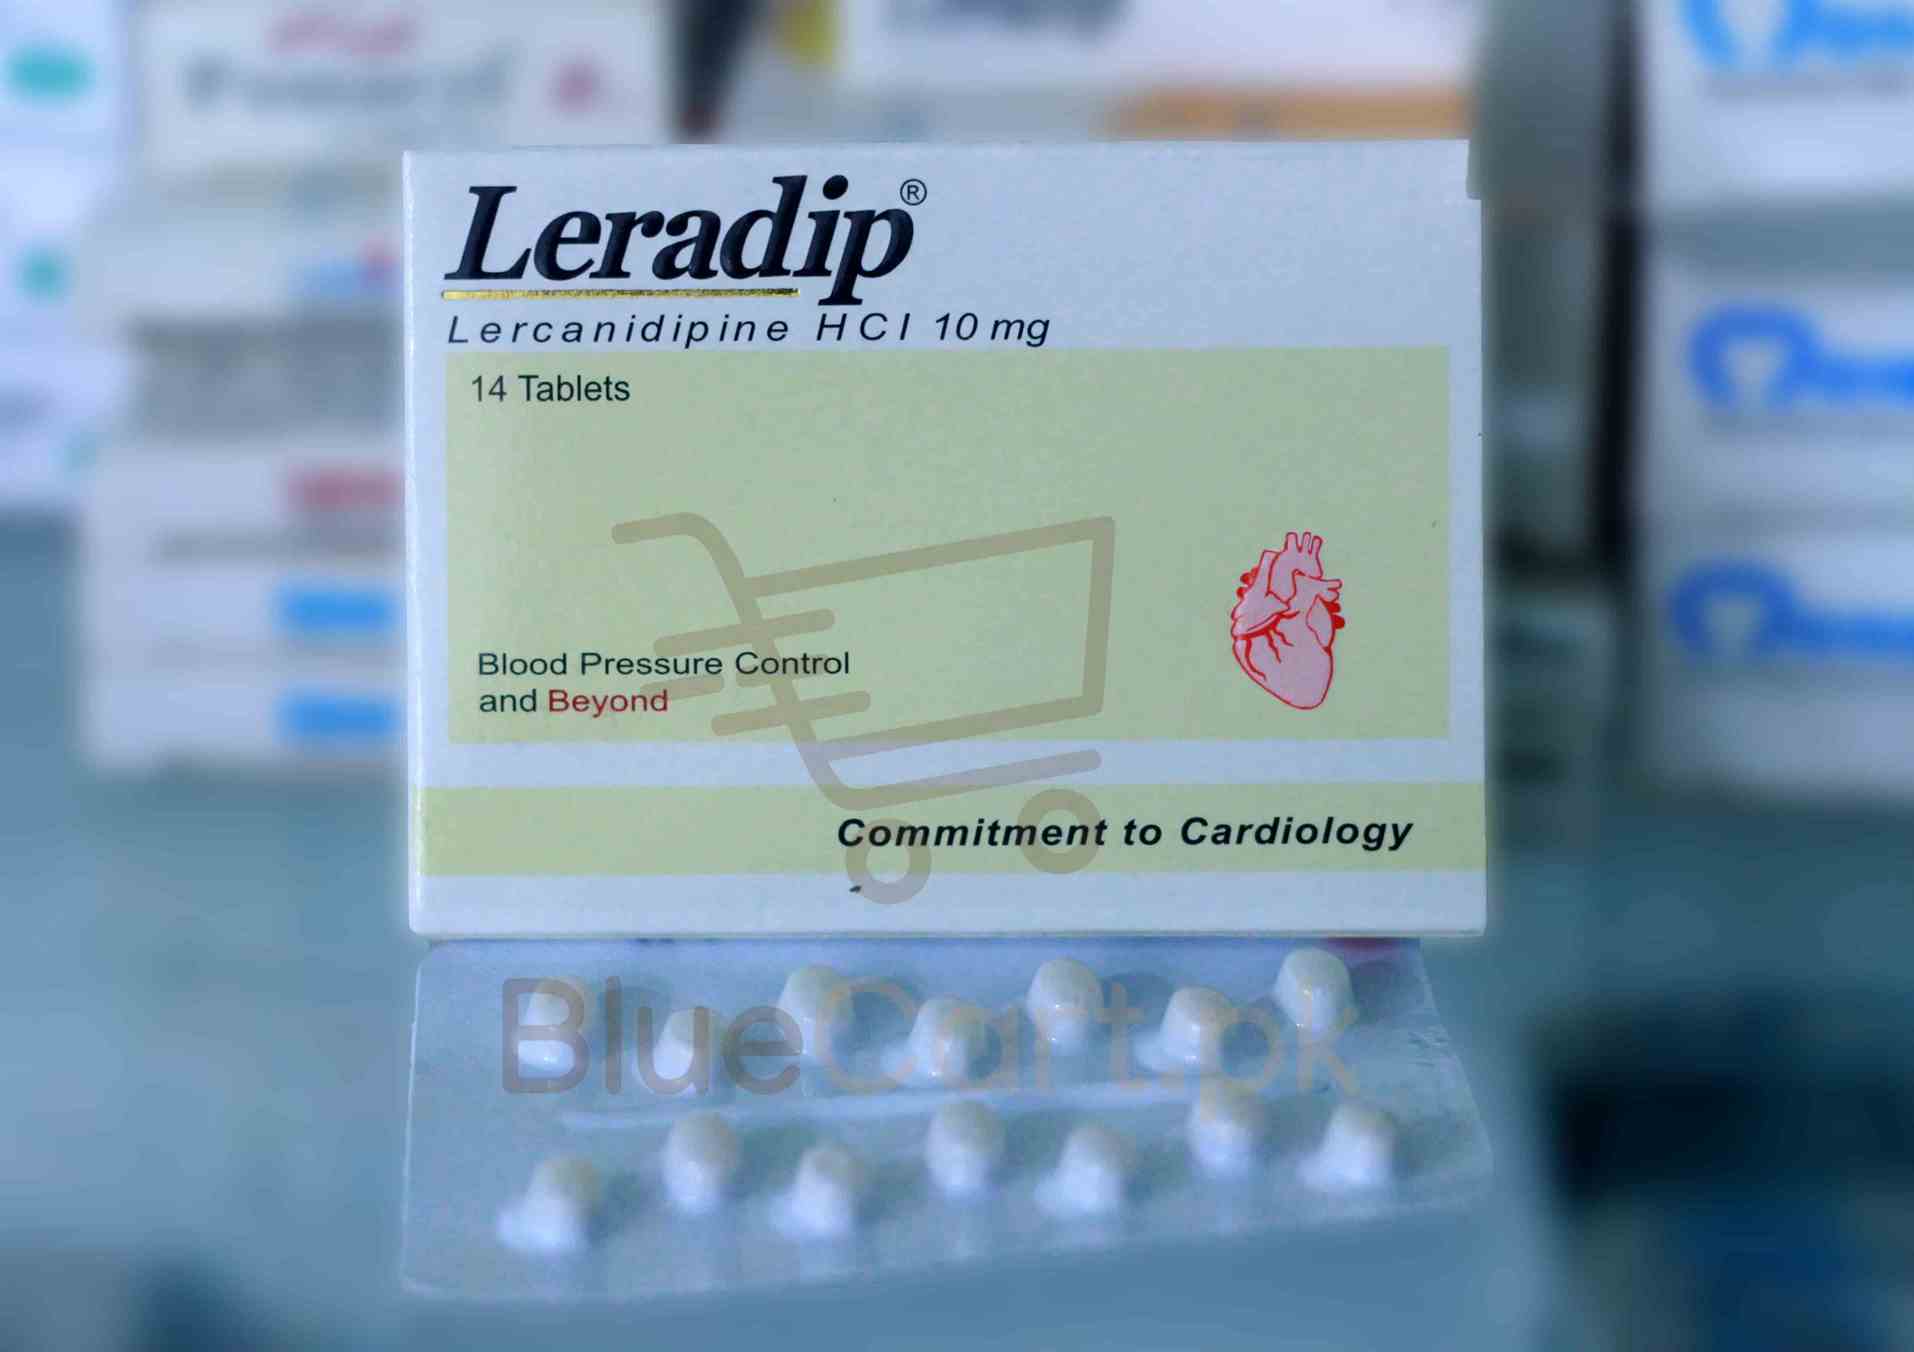 Leradip®
Lercanidipine HCl 10 mg
14 Tablets
Blood Pressure Control
and Beyond
Commitment to Cardiology
BlueCart.pk